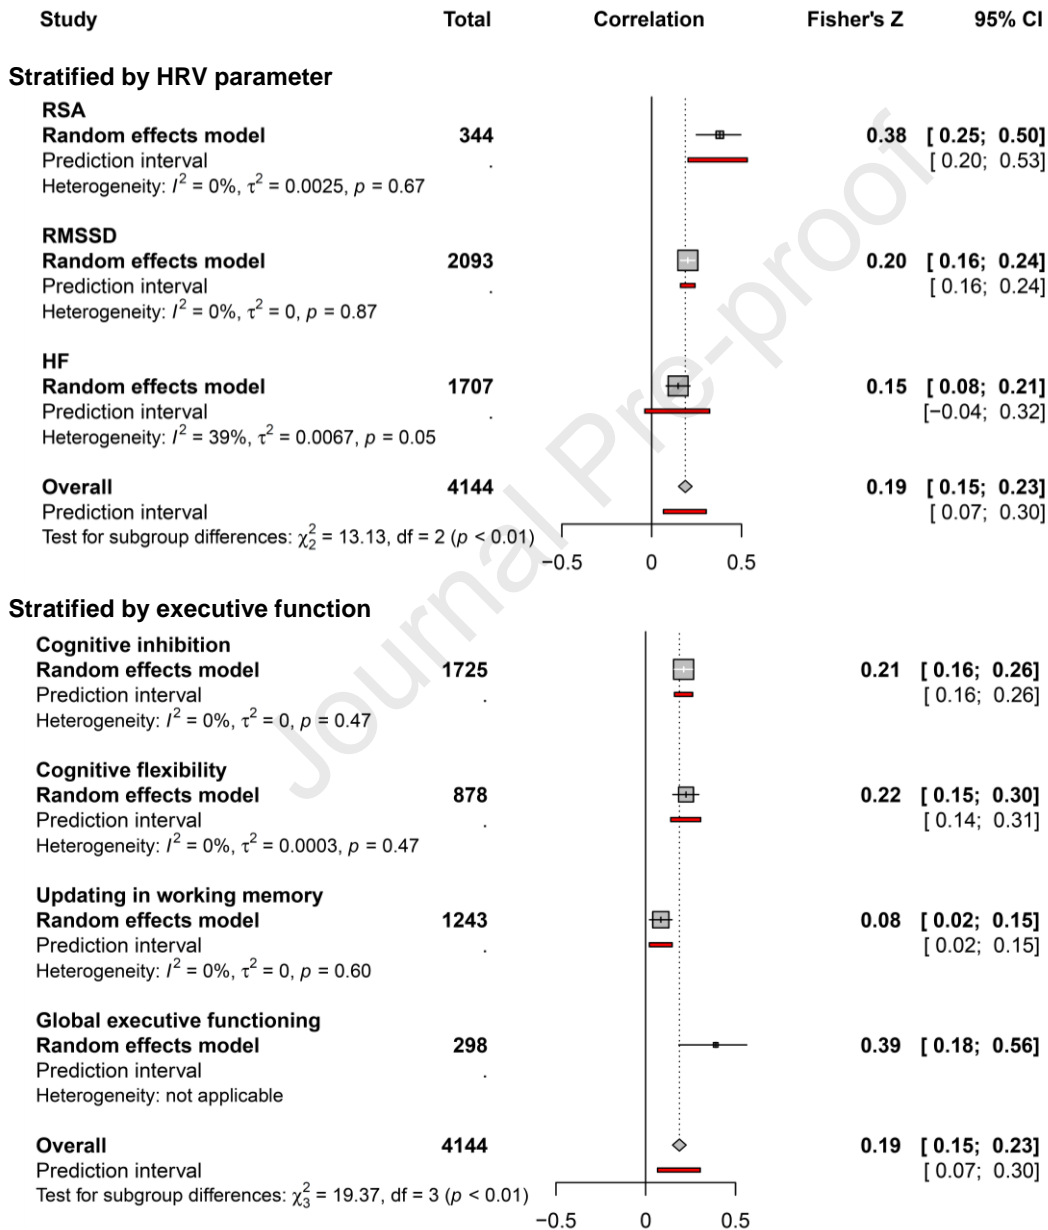 Study Total Correlation Fisher's Z 95% CI
Stratified by HRV parameter
RSA
Random effects model 344 0.38 [ 0.25; 0.50]
Prediction interval . [ 0.20; 0.53]
Heterogeneity: I² = 0%, τ² = 0.0025, p = 0.67
RMSSD
Random effects model 2093 0.20 [ 0.16; 0.24]
Prediction interval . [ 0.16; 0.24]
Heterogeneity: I² = 0%, τ² = 0, p = 0.87
HF
Random effects model 1707 0.15 [ 0.08; 0.21]
Prediction interval . [−0.04; 0.32]
Heterogeneity: I² = 39%, τ² = 0.0067, p = 0.05
Overall 4144 0.19 [ 0.15; 0.23]
Prediction interval [ 0.07; 0.30]
Test for subgroup differences: χ²₂ = 13.13, df = 2 (p < 0.01)
−0.5 0 0.5
Stratified by executive function
Cognitive inhibition
Random effects model 1725 0.21 [ 0.16; 0.26]
Prediction interval . [ 0.16; 0.26]
Heterogeneity: I² = 0%, τ² = 0, p = 0.47
Cognitive flexibility
Random effects model 878 0.22 [ 0.15; 0.30]
Prediction interval . [ 0.14; 0.31]
Heterogeneity: I² = 0%, τ² = 0.0003, p = 0.47
Updating in working memory
Random effects model 1243 0.08 [ 0.02; 0.15]
Prediction interval . [ 0.02; 0.15]
Heterogeneity: I² = 0%, τ² = 0, p = 0.60
Global executive functioning
Random effects model 298 0.39 [ 0.18; 0.56]
Prediction interval .
Heterogeneity: not applicable
Overall 4144 0.19 [ 0.15; 0.23]
Prediction interval [ 0.07; 0.30]
Test for subgroup differences: χ²₃ = 19.37, df = 3 (p < 0.01)
−0.5 0 0.5
Journal Pre-proof